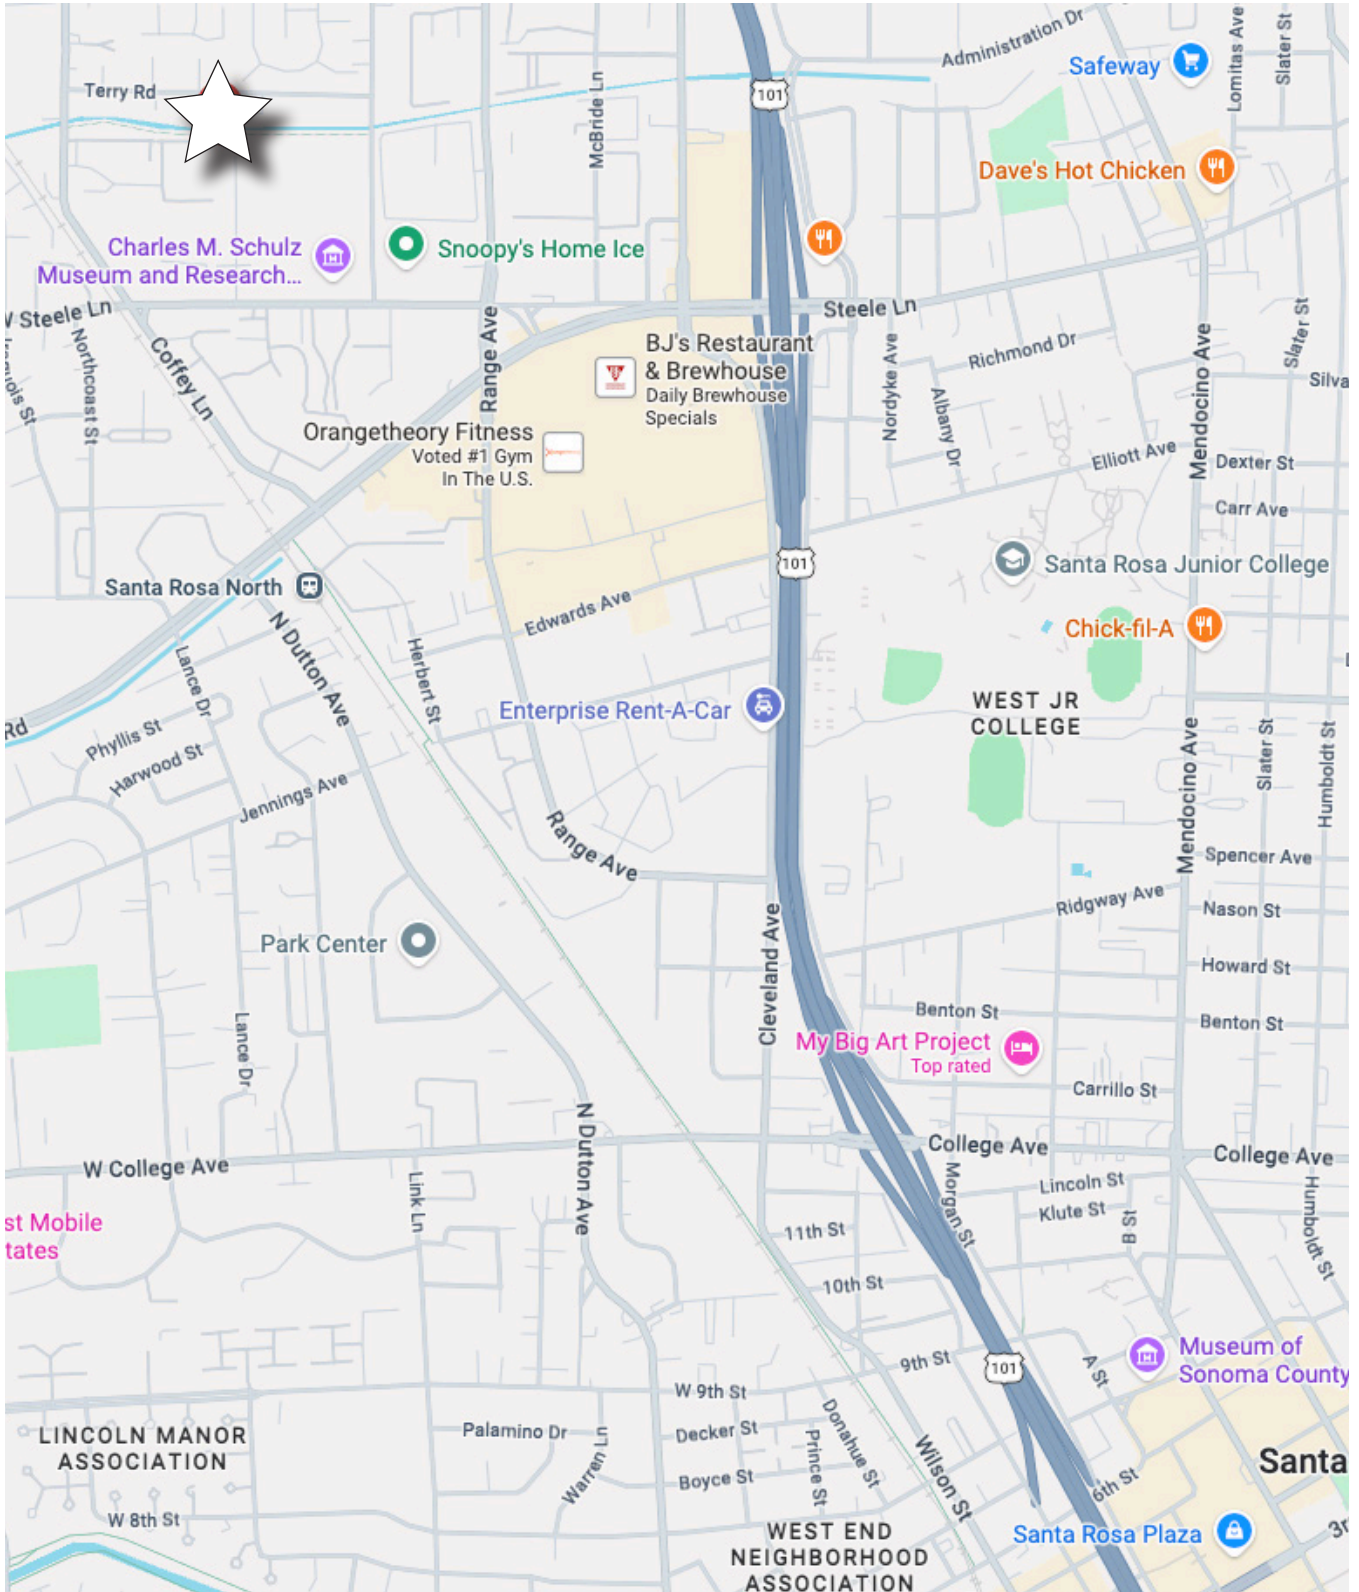 Administration Dr
Safeway
Lomitas Ave
Slater St
Terry Rd
101
McBride Ln
Dave's Hot Chicken
Charles M. Schulz
Museum and Research...
Snoopy's Home Ice
Steele Ln
Steele Ln
Northcoast St
Coffey Ln
Range Ave
BJ's Restaurant
& Brewhouse
Daily Brewhouse
Specials
Nordyke Ave
Richmond Dr
Albany Dr
Mendocino Ave
Slater St
Silva
Orangetheory Fitness
Voted #1 Gym
In The U.S.
Elliott Ave
Dexter St
Carr Ave
101
Santa Rosa Junior College
Santa Rosa North
Edwards Ave
Chick-fil-A
N Dutton Ave
Herbert St
Lance Dr
WEST JR
COLLEGE
Enterprise Rent-A-Car
Rd
Phyllis St
Harwood St
Jennings Ave
Mendocino Ave
Slater St
Humboldt St
Range Ave
Spencer Ave
Ridgway Ave
Nason St
Park Center
Cleveland Ave
Howard St
Lance Dr
Benton St
Benton St
My Big Art Project
Top rated
Carrillo St
N Dutton Ave
College Ave
College Ave
W College Ave
Link Ln
Morgan St
Lincoln St
Klute St
B St
Humboldt St
st Mobile
tates
11th St
10th St
9th St
101
A St
Museum of
Sonoma County
W 9th St
Decker St
Boyce St
Palamino Dr
Warren Ln
Prince St
Donahue St
Wilson St
LINCOLN MANOR
ASSOCIATION
Santa
6th St
W 8th St
WEST END
NEIGHBORHOOD
ASSOCIATION
Santa Rosa Plaza
3r